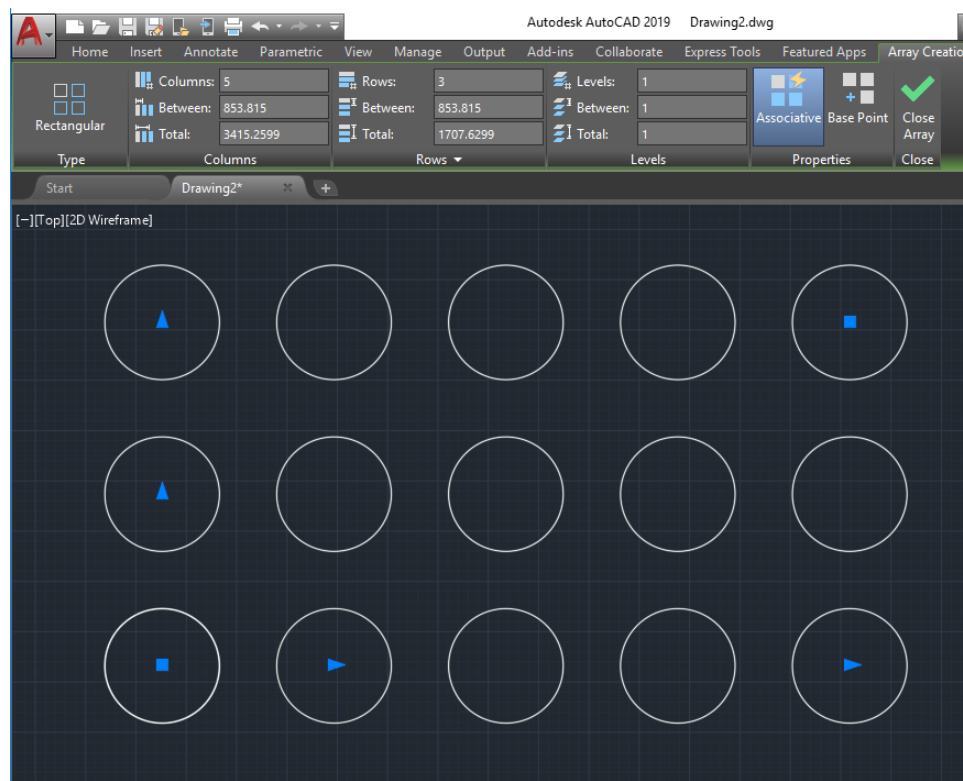 Autodesk AutoCAD 2019 Drawing2.dwg
Home Insert Annotate Parametric View Manage Output Add-ins Collaborate Express Tools Featured Apps Array Creatio
Columns: 5 Rows: 3 Levels: 1
Between: 853.815 Between: 853.815 Between: 1
Total: 3415.2599 Total: 1707.6299 Total: 1
Rectangular Associative Base Point Close Array
Type Columns Rows Levels Properties Close
Start Drawing2*
[−][Top][2D Wireframe]